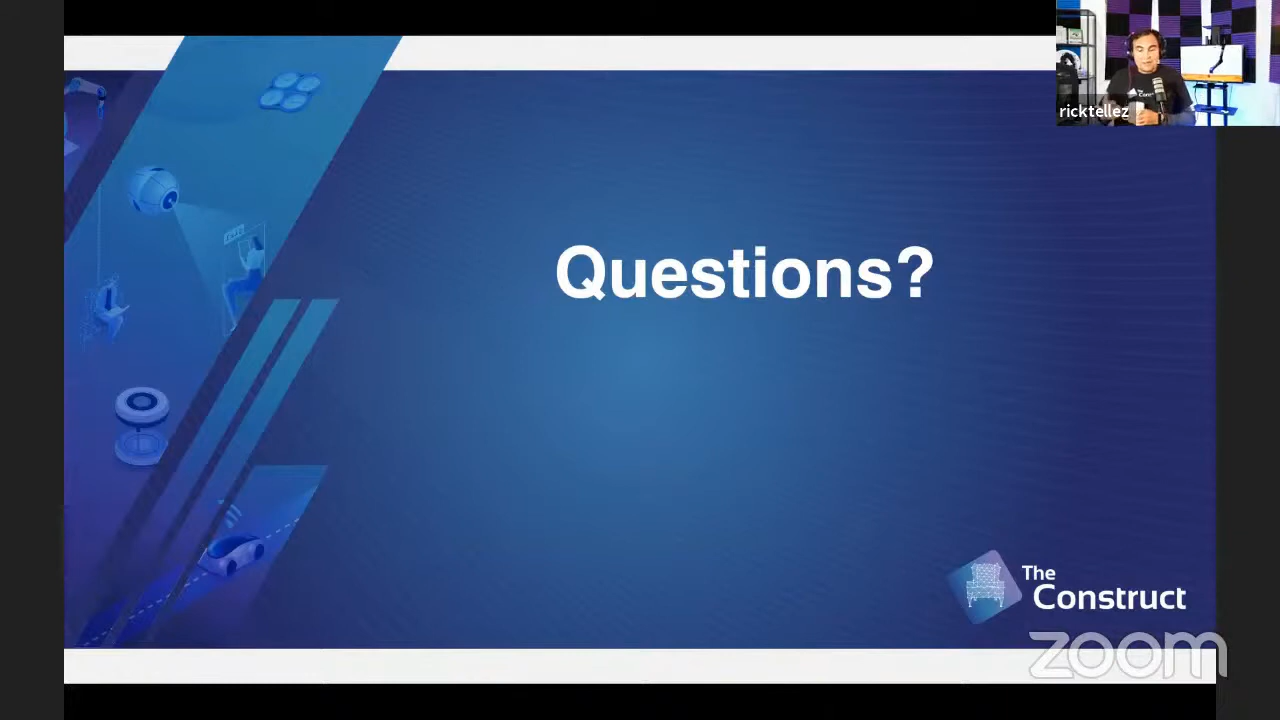 ricktellez
Questions?
The
Construct
zoom